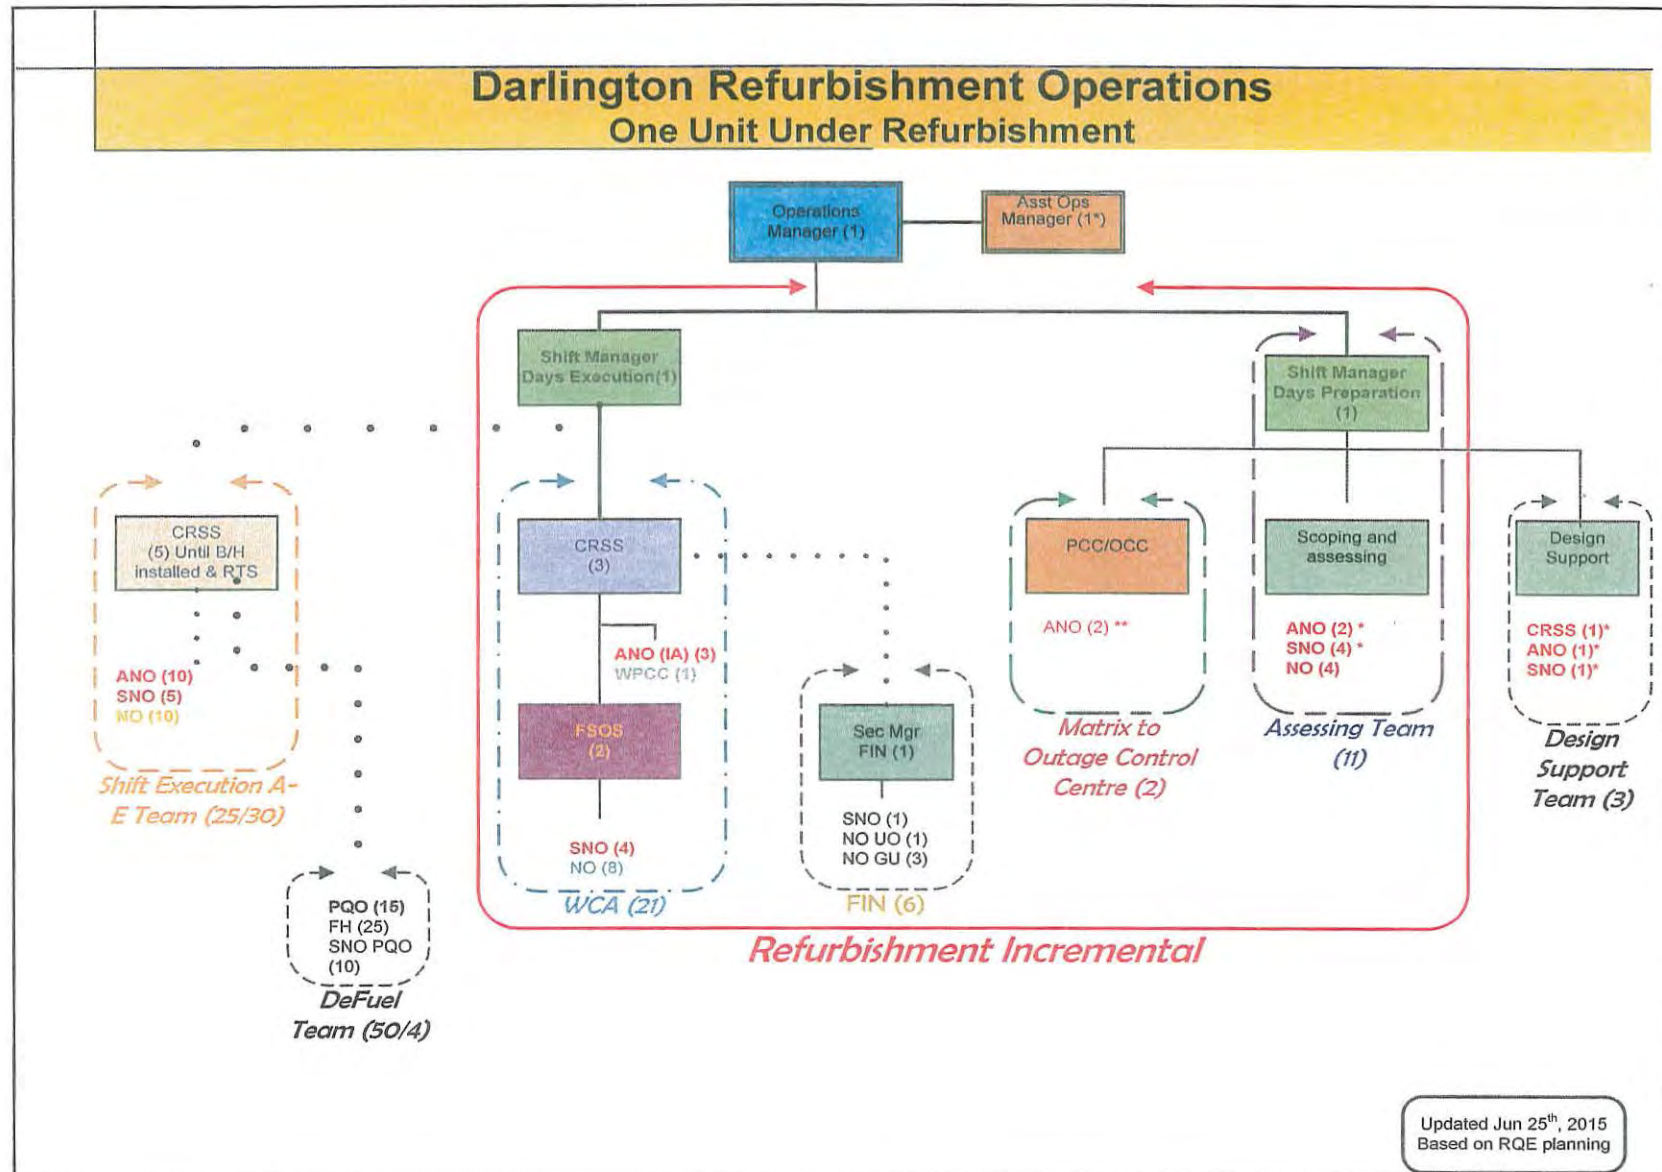 Darlington Refurbishment Operations
One Unit Under Refurbishment
Operations
Manager (1)
Asst Ops
Manager (1*)
Shift Manager
Days Execution(1)
Shift Manager
Days Preparation
(1)
CRSS
(5) Until B/H
installed & RTS
ANO (10)
SNO (5)
NO (10)
Shift Execution A-
E Team (25/30)
PQO (15)
FH (25)
SNO PQO
(10)
DeFuel
Team (50/4)
CRSS
(3)
ANO (IA) (3)
WPCC (1)
FSOS
(2)
SNO (4)
NO (8)
WCA (21)
Sec Mgr
FIN (1)
SNO (1)
NO UO (1)
NO GU (3)
FIN (6)
PCC/OCC
ANO (2) **
Matrix to
Outage Control
Centre (2)
Scoping and
assessing
ANO (2) *
SNO (4) *
NO (4)
Assessing Team
(11)
Design
Support
CRSS (1)*
ANO (1)*
SNO (1)*
Design
Support
Team (3)
Refurbishment Incremental
Updated Jun 25th, 2015
Based on RQE planning